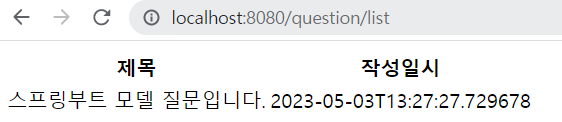 localhost:8080/question/list
제목 작성일시
스프링부트 모델 질문입니다. 2023-05-03T13:27:27.729678